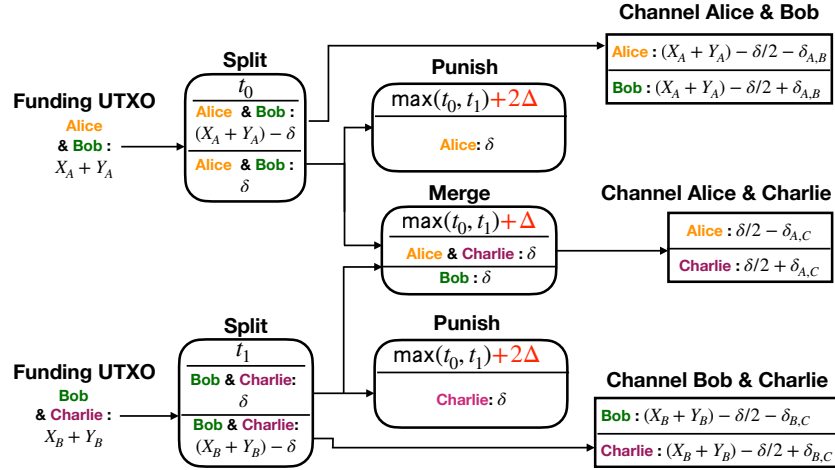 Channel Alice & Bob
Alice : (X_A + Y_A) − δ/2 − δ_{A,B}
Bob : (X_A + Y_A) − δ/2 + δ_{A,B}
Split
t_0
Alice & Bob :
(X_A + Y_A) − δ
Alice & Bob :
δ
Punish
max(t_0, t_1)+2Δ
Alice: δ
Funding UTXO
Alice
& Bob:
X_A + Y_A
Merge
max(t_0, t_1)+Δ
Alice & Charlie : δ
Bob : δ
Channel Alice & Charlie
Alice : δ/2 − δ_{A,C}
Charlie : δ/2 + δ_{A,C}
Split
t_1
Bob & Charlie:
δ
Bob & Charlie:
(X_B + Y_B) − δ
Punish
max(t_0, t_1)+2Δ
Charlie: δ
Funding UTXO
Bob
& Charlie :
X_B + Y_B
Channel Bob & Charlie
Bob : (X_B + Y_B) − δ/2 − δ_{B,C}
Charlie : (X_B + Y_B) − δ/2 + δ_{B,C}